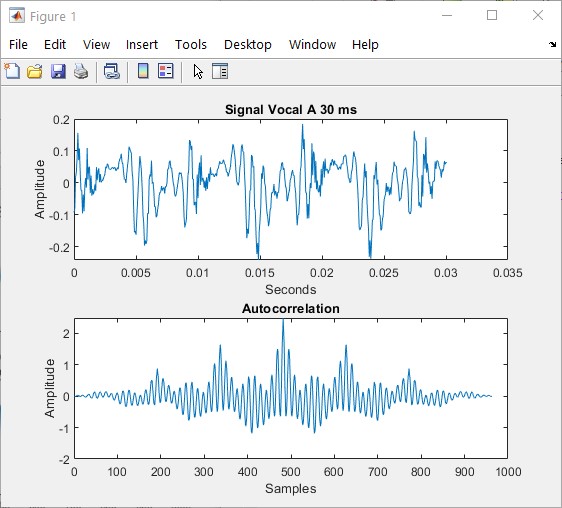 Figure 1
File Edit View Insert Tools Desktop Window Help
Signal Vocal A 30 ms
Amplitude
0.2
0.1
0
-0.1
-0.2
0 0.005 0.01 0.015 0.02 0.025 0.03 0.035
Seconds
Autocorrelation
Amplitude
2
1
0
-1
-2
0 100 200 300 400 500 600 700 800 900 1000
Samples